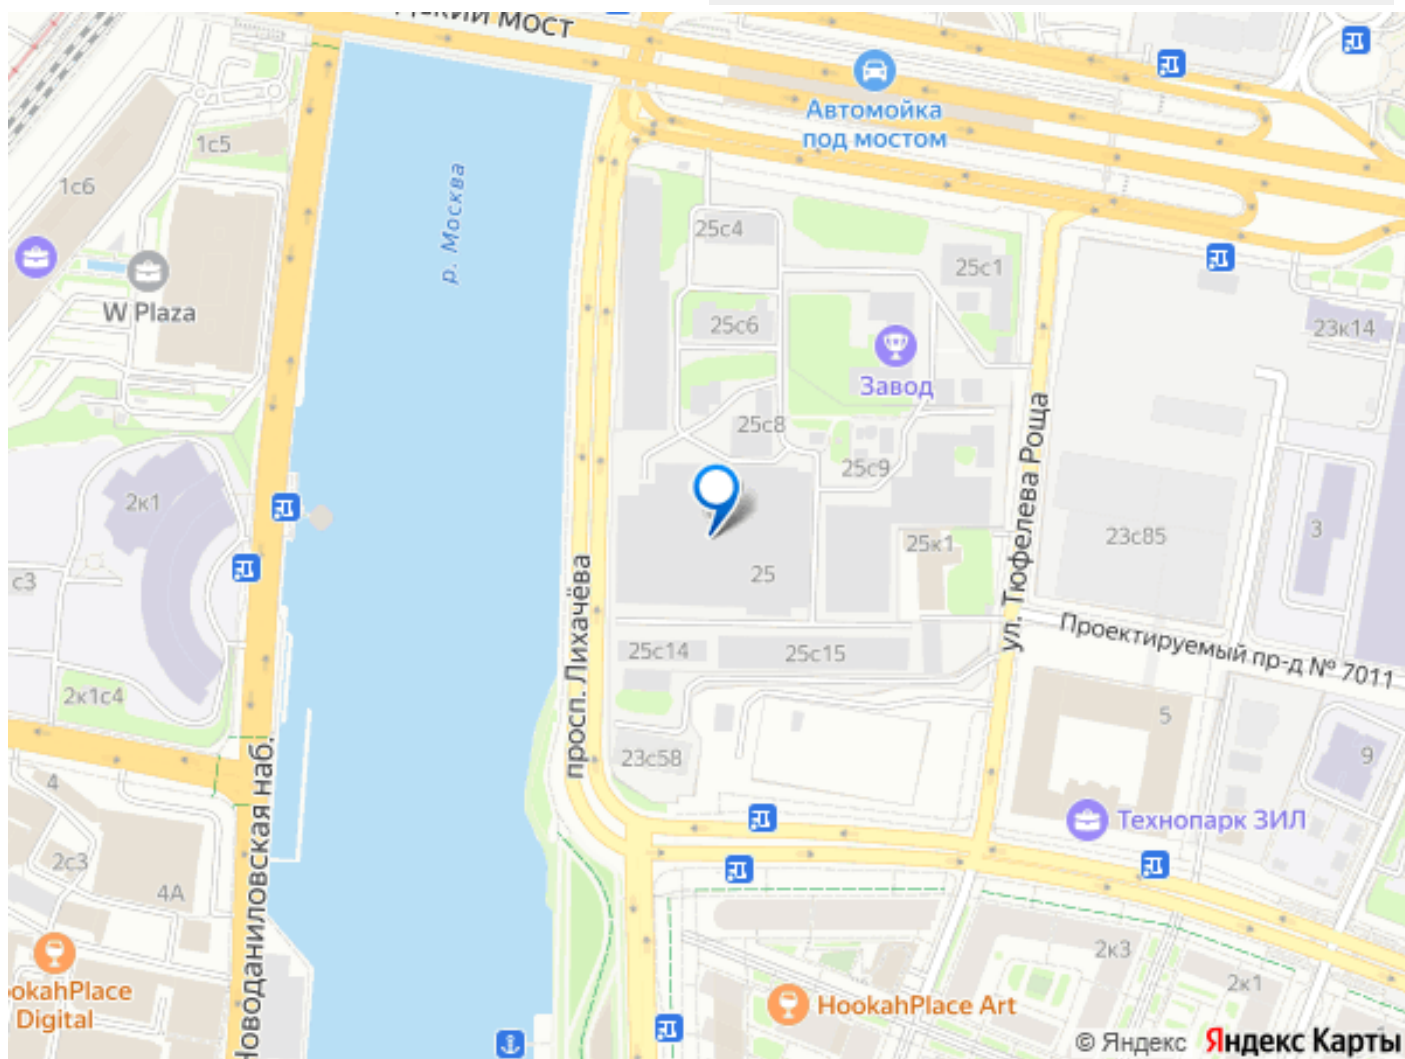 МОСТ
Автомойка
под мостом
1с5
1с6
р. Москва
25с4
25с1
W Plaza
25с6
23к14
Завод
ул. Тюфелева Роща
25с8
25с9
2к1
3
23с85
25к1
с3
25
просп. Лихачёва
Проектируемый пр-д № 7011
25с14
25с15
2к1с4
5
23с58
9
4
Технопарк ЗИЛ
2с3
4А
Новоданиловская наб.
2к3
2к1
HookahPlace Art
Digital
© Яндекс Яндекс Карты